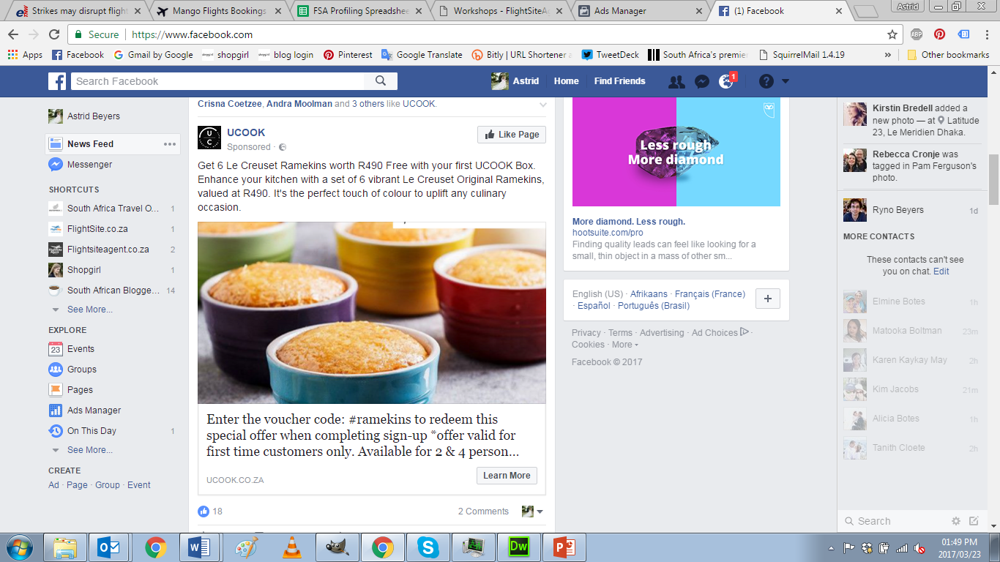 Strikes may disrupt flight
Mango Flights Bookings
FSA Profiling Spreadshe
Workshops - FlightSiteA
Ads Manager
(1) Facebook
Astrid
Secure
https://www.facebook.com
ABP
Apps
Facebook
Gmail by Google
shopgirl
blog login
Pinterest
Google Translate
Bitly | URL Shortener
TweetDeck
South Africa's premie
SquirrelMail 1.4.19
»
Other bookmarks
Search Facebook
Astrid
Home
Find Friends
1
Astrid Beyers
News Feed
Messenger
SHORTCUTS
South Africa Travel O... 1
FlightSite.co.za 1
Flightsiteagent.co.za 2
Shopgirl 1
South African Blogge... 14
See More...
EXPLORE
23 Events
Groups
Pages
Ads Manager
On This Day 1
See More...
CREATE
Ad · Page · Group · Event
Crisna Coetzee, Andra Moolman and 3 others like UCOOK.
U C
UCOOK
Sponsored ·
Like Page
Get 6 Le Creuset Ramekins worth R490 Free with your first UCOOK Box.
Enhance your kitchen with a set of 6 vibrant Le Creuset Original Ramekins,
valued at R490. It's the perfect touch of colour to uplift any culinary
occasion.
Enter the voucher code: #ramekins to redeem this
special offer when completing sign-up *offer valid for
first time customers only. Available for 2 & 4 person...
UCOOK.CO.ZA
Learn More
18
2 Comments
Less rough
More diamond
More diamond. Less rough.
hootsuite.com/pro
Finding quality leads can feel like looking for a
small, thin object in a mass of other sm...
English (US) · Afrikaans · Français (France)
· Español · Português (Brasil)
+
Privacy · Terms · Advertising · Ad Choices ·
Cookies · More
Facebook © 2017
Kirstin Bredell added a
new photo — at Latitude
23, Le Meridien Dhaka.
Rebecca Cronje was
tagged in Pam Ferguson's
photo.
Ryno Beyers 1d
MORE CONTACTS
These contacts can't see
you on chat. Edit
Elmine Botes 1h
Matooka Boltman 23m
Karen Kaykay May 2h
Kim Jacobs 21m
Alicia Botes 1h
Tanith Cloete 2h
Search
Dw
01:49 PM
2017/03/23